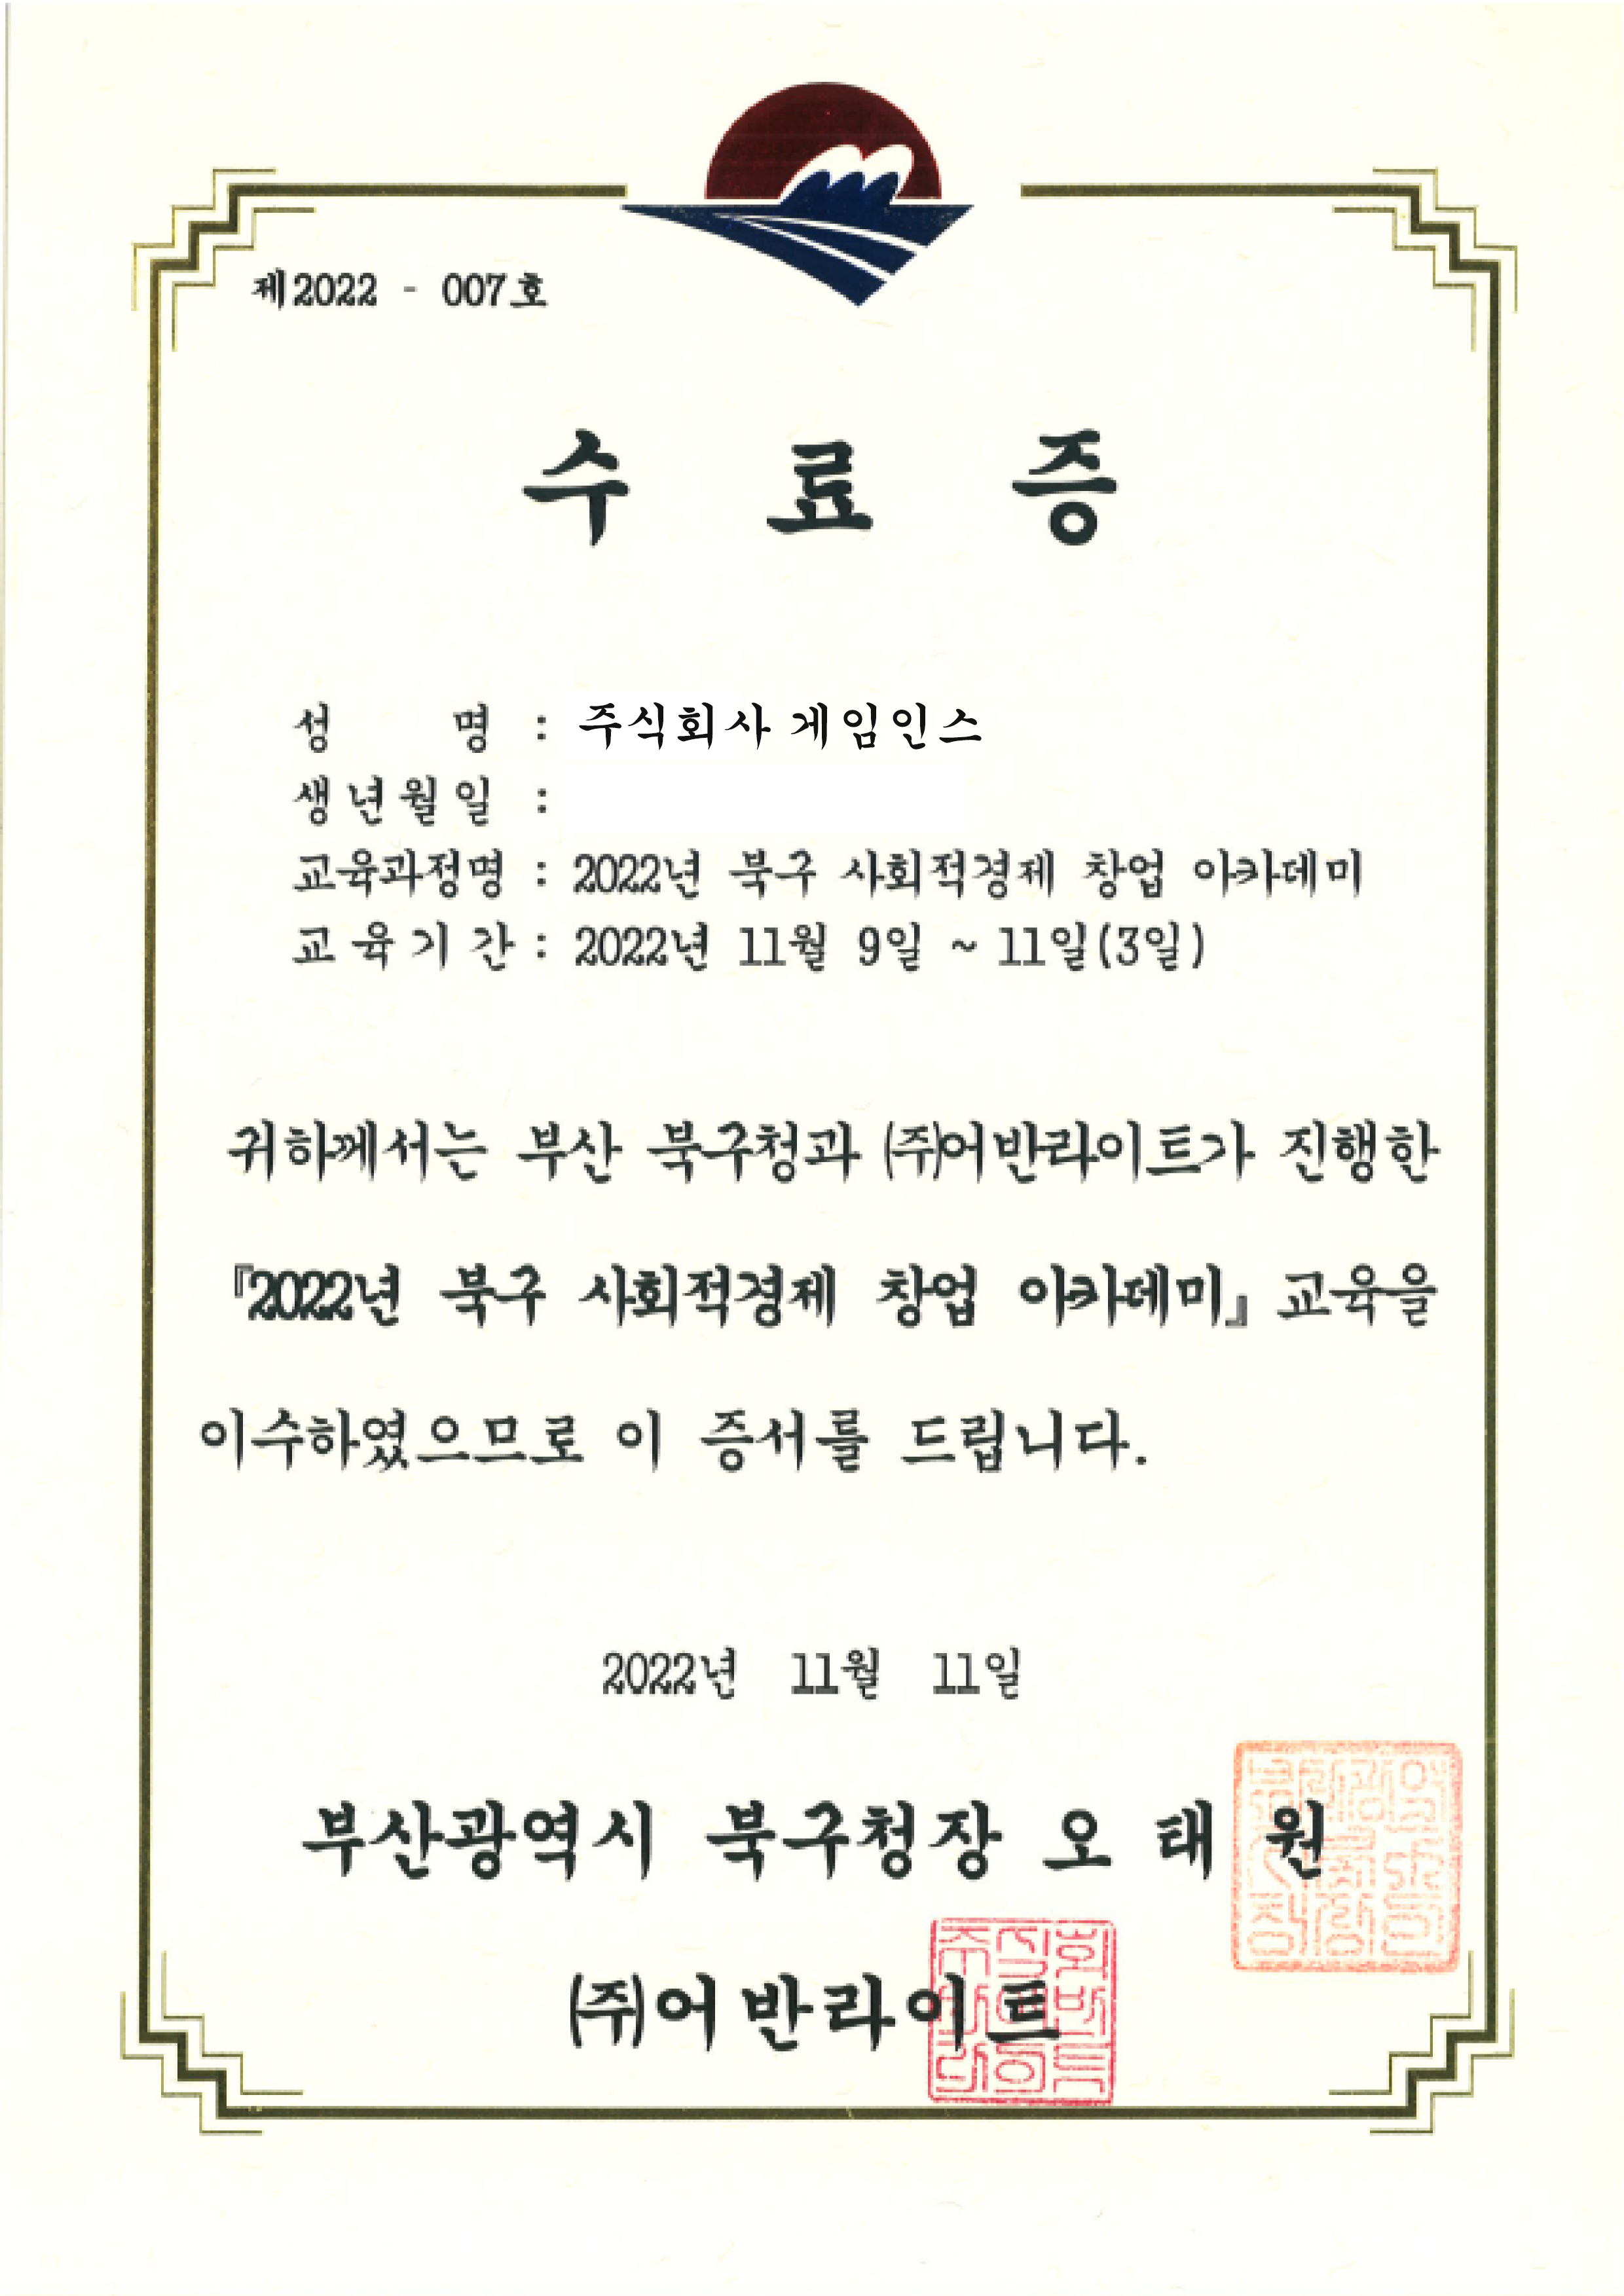 제2022 - 007호
수 료 증
성 명 : 주식회사 게임인스
생년월일 :
교육과정명 : 2022년 북구 사회적경제 창업 아카데미
교육기간 : 2022년 11월 9일 ~ 11일(3일)
귀하께서는 부산 북구청과 ㈜어반라이트가 진행한
『2022년 북구 사회적경제 창업 아카데미』 교육을
이수하였으므로 이 증서를 드립니다.
2022년 11월 11일
부산광역시 북구청장 오 태 원
㈜어반라이트